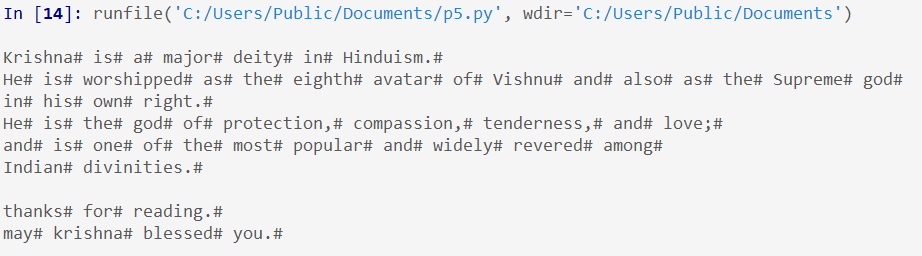 In [14]: runfile('C:/Users/Public/Documents/p5.py', wdir='C:/Users/Public/Documents')
Krishna# is# a# major# deity# in# Hinduism.#
He# is# worshipped# as# the# eighth# avatar# of# Vishnu# and# also# as# the# Supreme# god#
in# his# own# right.#
He# is# the# god# of# protection,# compassion,# tenderness,# and# love;#
and# is# one# of# the# most# popular# and# widely# revered# among#
Indian# divinities.#
thanks# for# reading.#
may# krishna# blessed# you.#